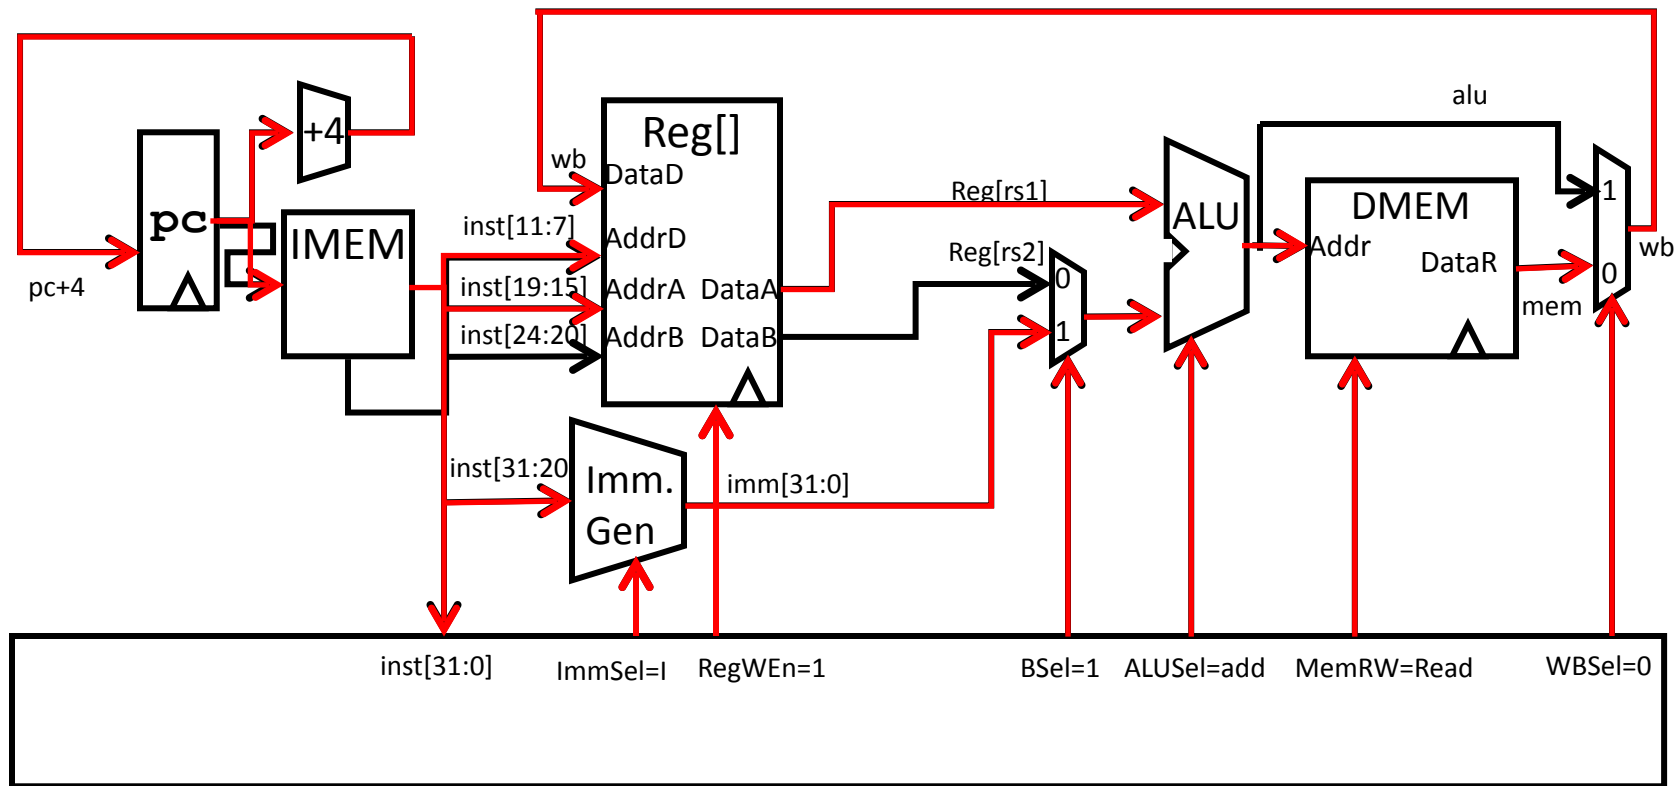 alu
+4
Reg[]
wb
DataD
Reg[rs1]
DMEM
1
pc
IMEM
inst[11:7]
AddrD
ALU
Reg[rs2]
Addr
DataR
wb
pc+4
inst[19:15]
AddrA
DataA
0
0
mem
inst[24:20]
AddrB
DataB
1
inst[31:20
Imm.
Gen
imm[31:0]
inst[31:0]
ImmSel=I
RegWEn=1
BSel=1
ALUSel=add
MemRW=Read
WBSel=0